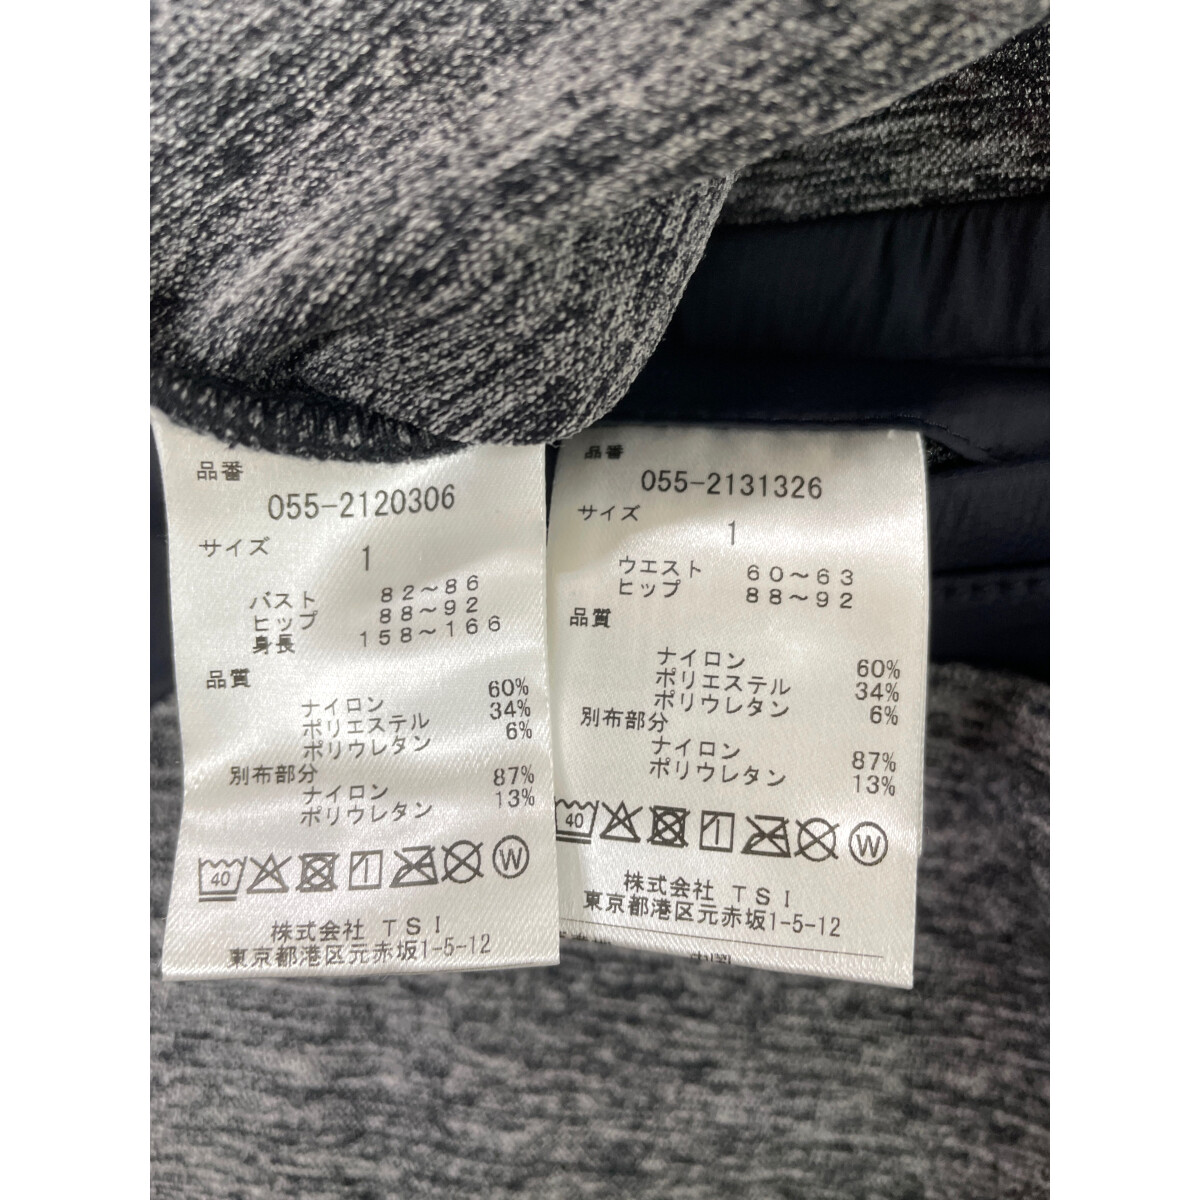 品番
055-2120306
サイズ
1
バスト 82～86
ヒップ 88～92
身長 158～166
品質
ナイロン 60%
ポリエステル 34%
ポリウレタン 6%
別布部分
ナイロン 87%
ポリウレタン 13%
40 W
株式会社 TSI
東京都港区元赤坂1-5-12
品番
055-2131326
サイズ
1
ウエスト 60～63
ヒップ 88～92
品質
ナイロン 60%
ポリエステル 34%
ポリウレタン 6%
別布部分
ナイロン 87%
ポリウレタン 13%
40 W
株式会社 TSI
東京都港区元赤坂1-5-12